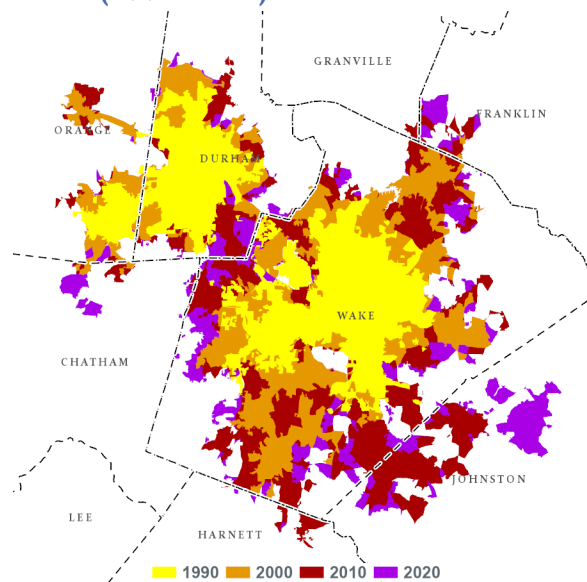 GRANVILLE
FRANKLIN
ORANGE
DURHAM
WAKE
CHATHAM
JOHNSTON
LEE
HARNETT
1990 2000 2010 2020